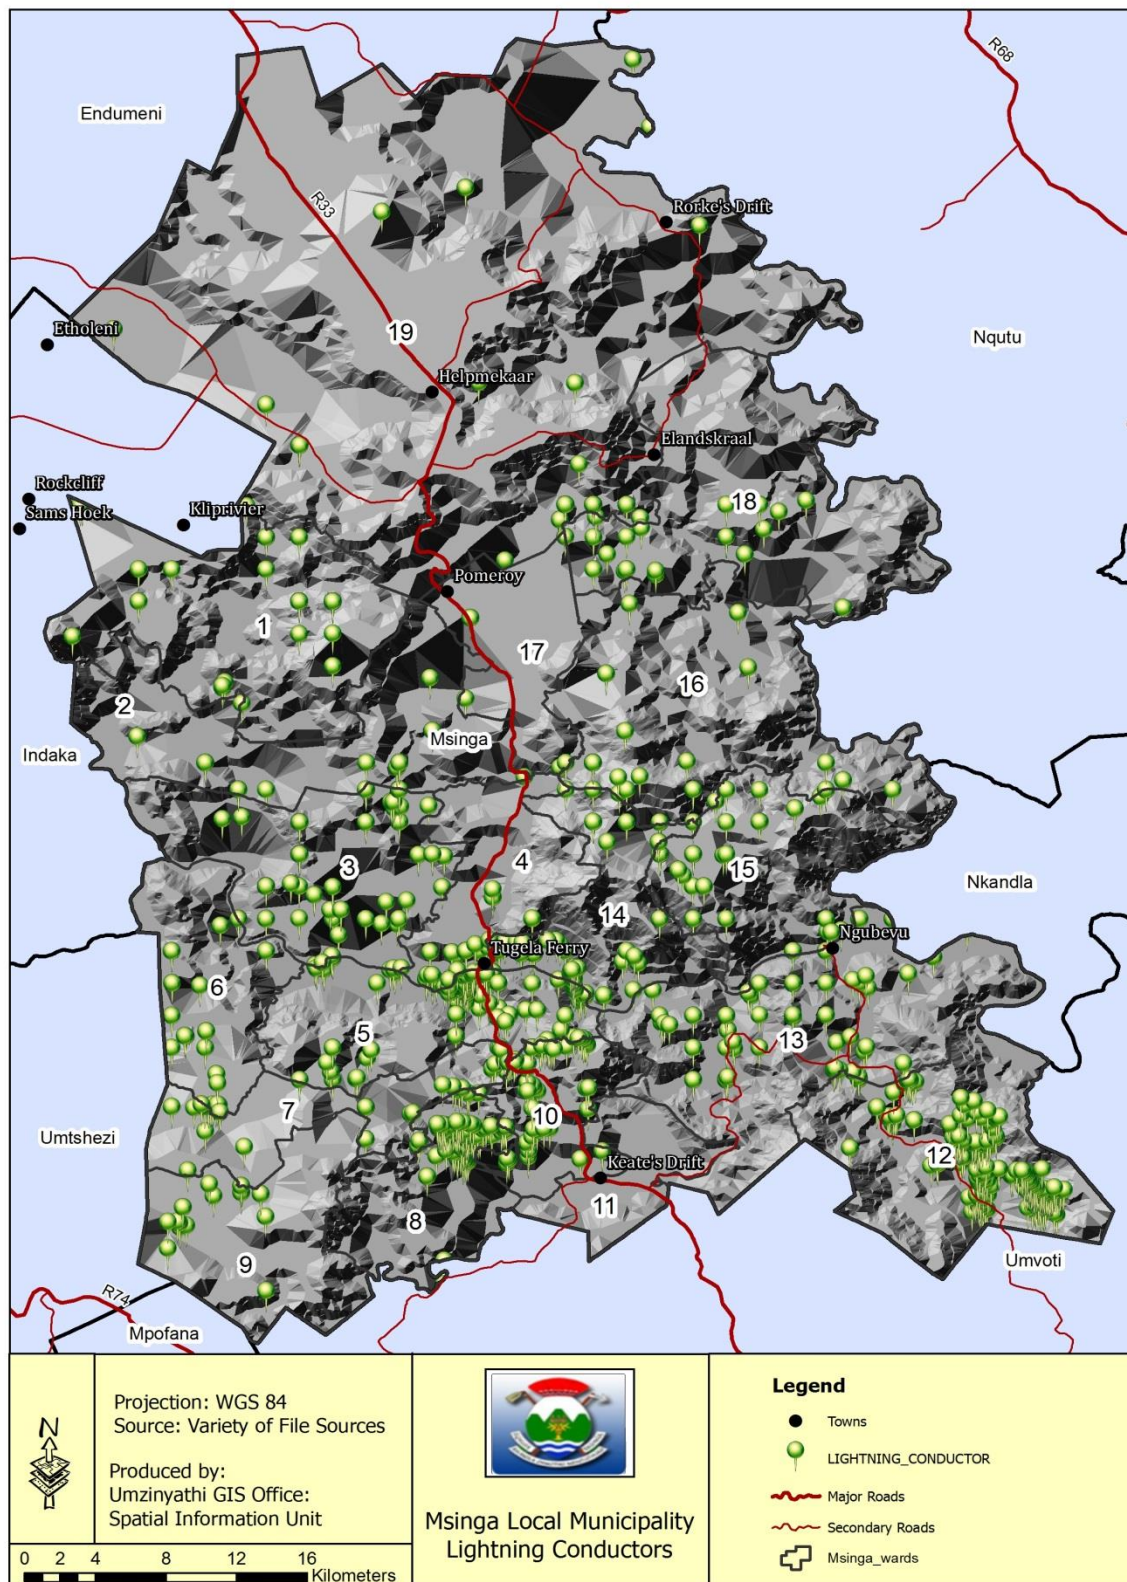 R68
Endumeni
R33
Rorke's Drift
Etholeni
19
Nqutu
Helpmekaar
Elandskraal
Rockcliff
Sams Hoek
Kliprivier
18
Pomeroy
1
17
16
2
Msinga
Indaka
3
4
15
Nkandla
14
Ngubevu
Tugela Ferry
6
5
13
7
10
Umtshezi
12
Keate's Drift
11
8
9
Umvoti
R74
Mpofana
N
Projection: WGS 84
Source: Variety of File Sources
Produced by:
Umzinyathi GIS Office:
Spatial Information Unit
0 2 4 8 12 16
Kilometers
Msinga Local Municipality
Lightning Conductors
Legend
Towns
LIGHTNING_CONDUCTOR
Major Roads
Secondary Roads
Msinga_wards